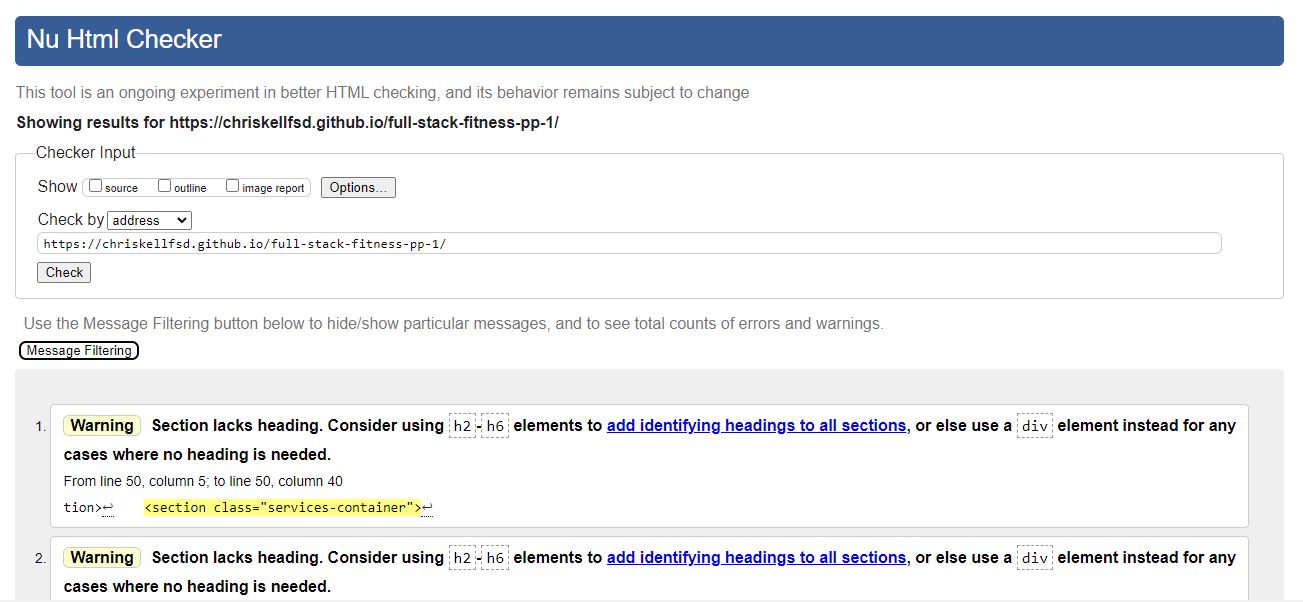 Nu Html Checker
This tool is an ongoing experiment in better HTML checking, and its behavior remains subject to change
Showing results for https://chriskellfsd.github.io/full-stack-fitness-pp-1/
Checker Input
Show source outline image report Options...
Check by address
https://chriskellfsd.github.io/full-stack-fitness-pp-1/
Check
Use the Message Filtering button below to hide/show particular messages, and to see total counts of errors and warnings.
Message Filtering
1. Warning Section lacks heading. Consider using h2-h6 elements to add identifying headings to all sections, or else use a div element instead for any
cases where no heading is needed.
From line 50, column 5; to line 50, column 40
tion>↩ <section class="services-container">↩
2. Warning Section lacks heading. Consider using h2-h6 elements to add identifying headings to all sections, or else use a div element instead for any
cases where no heading is needed.